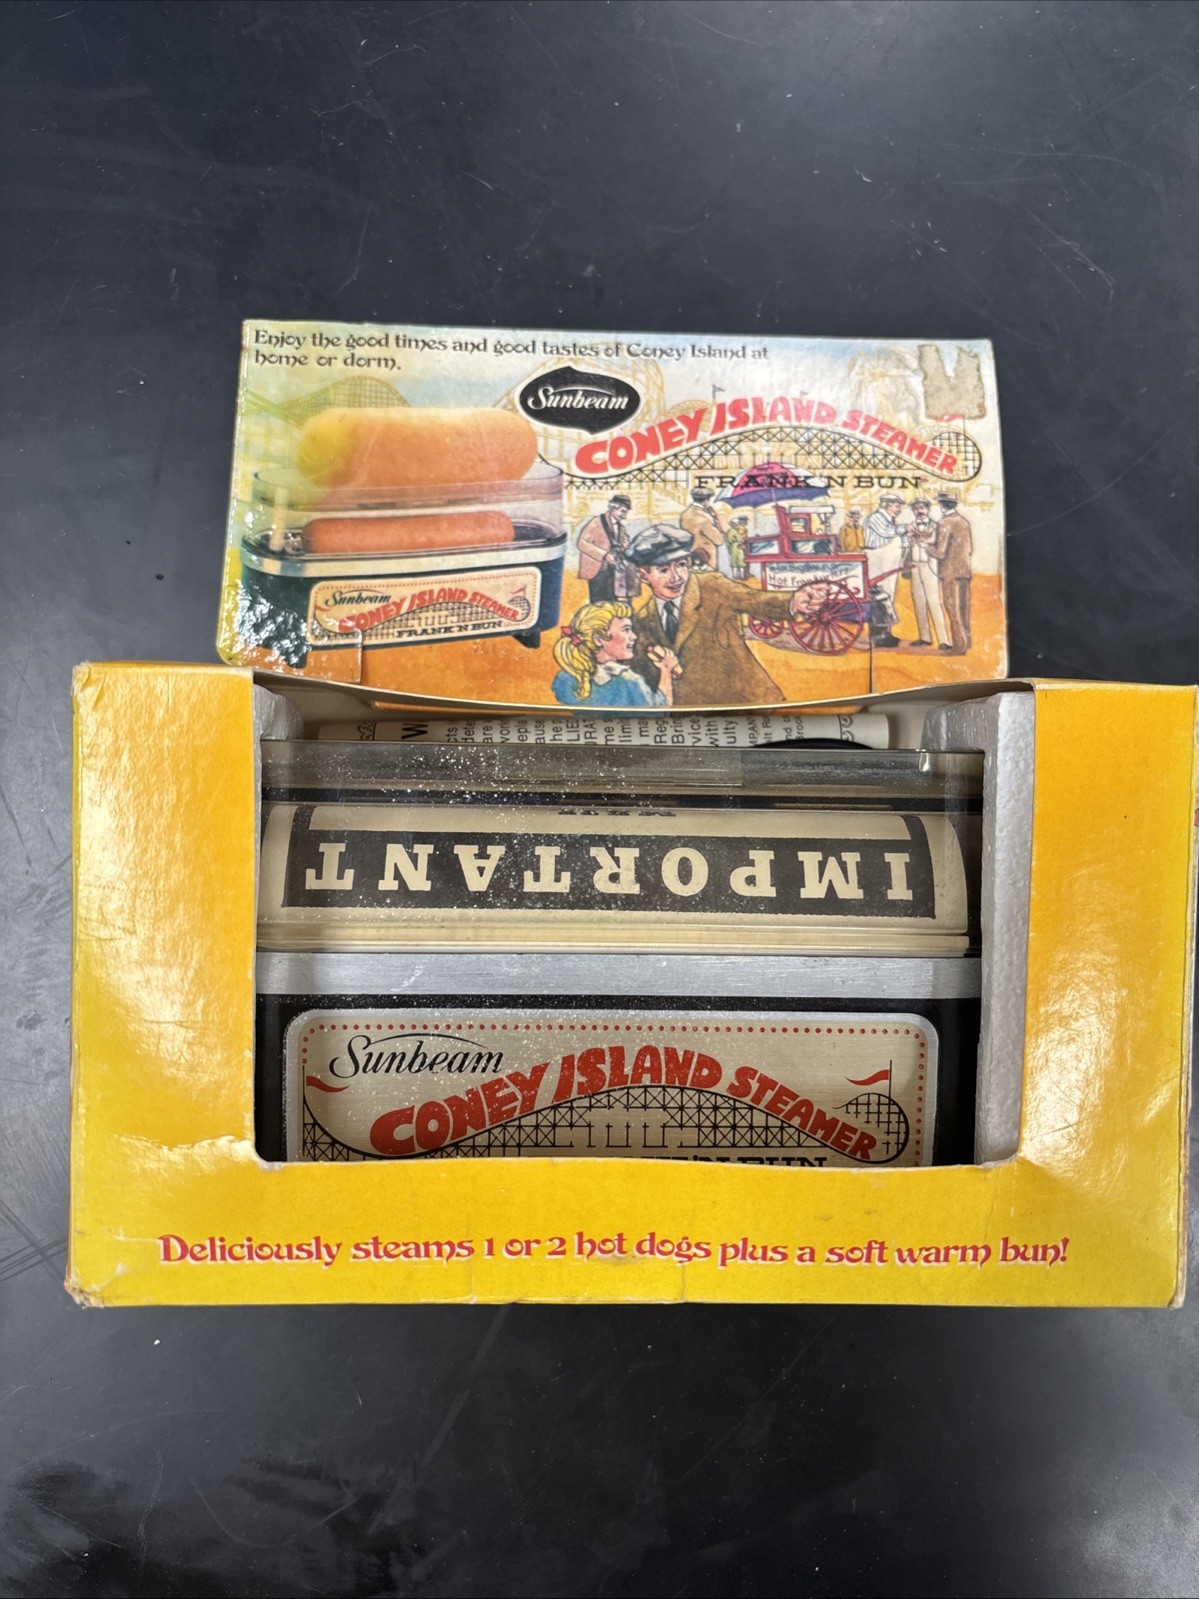 Enjoy the good times and good tastes of Coney Island at
home or dorm.
Sunbeam
CONEY ISLAND STEAMER
FRANK 'N BUN
Sunbeam
CONEY ISLAND STEAMER
FRANK 'N BUN
IMPORTANT
Sunbeam
CONEY ISLAND STEAMER
Deliciously steams 1 or 2 hot dogs plus a soft warm bun!